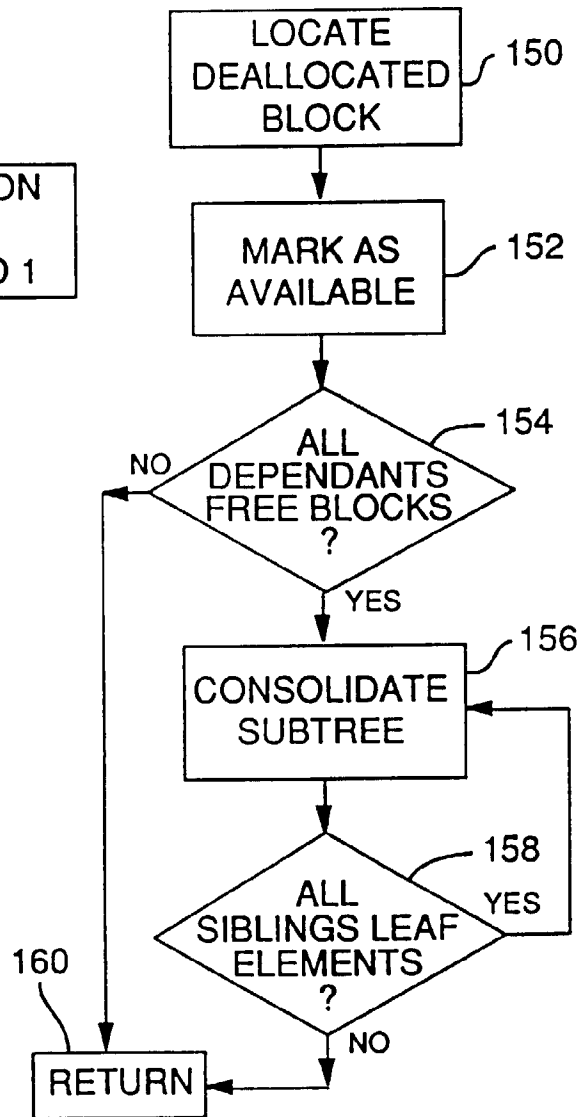 LOCATE
DEALLOCATED
BLOCK
150
ON
1
MARK AS
AVAILABLE
152
154
NO
ALL
DEPENDANTS
FREE BLOCKS
?
YES
156
CONSOLIDATE
SUBTREE
158
ALL
SIBLINGS LEAF
ELEMENTS
?
YES
160
NO
RETURN